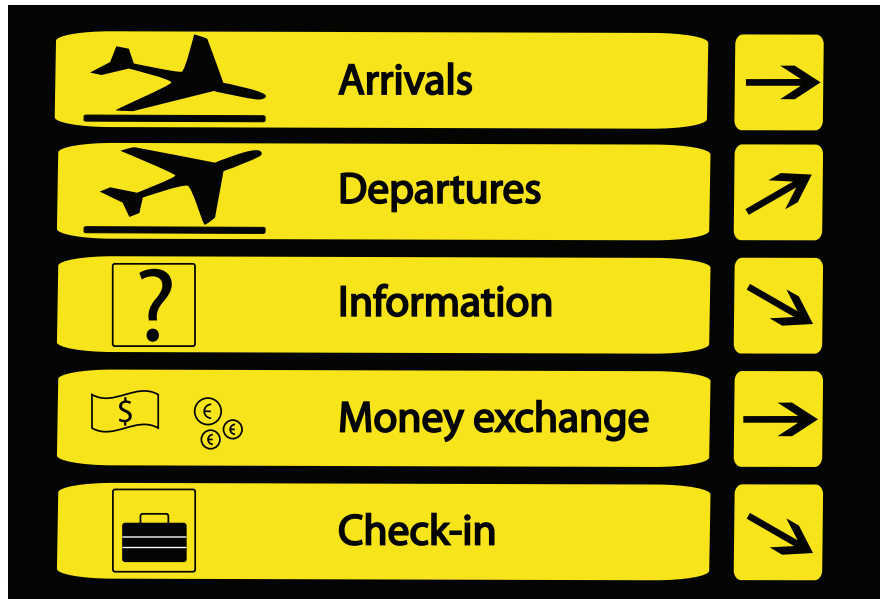 Arrivals
Departures
?
Information
$
€
€
€
Money exchange
Check-in